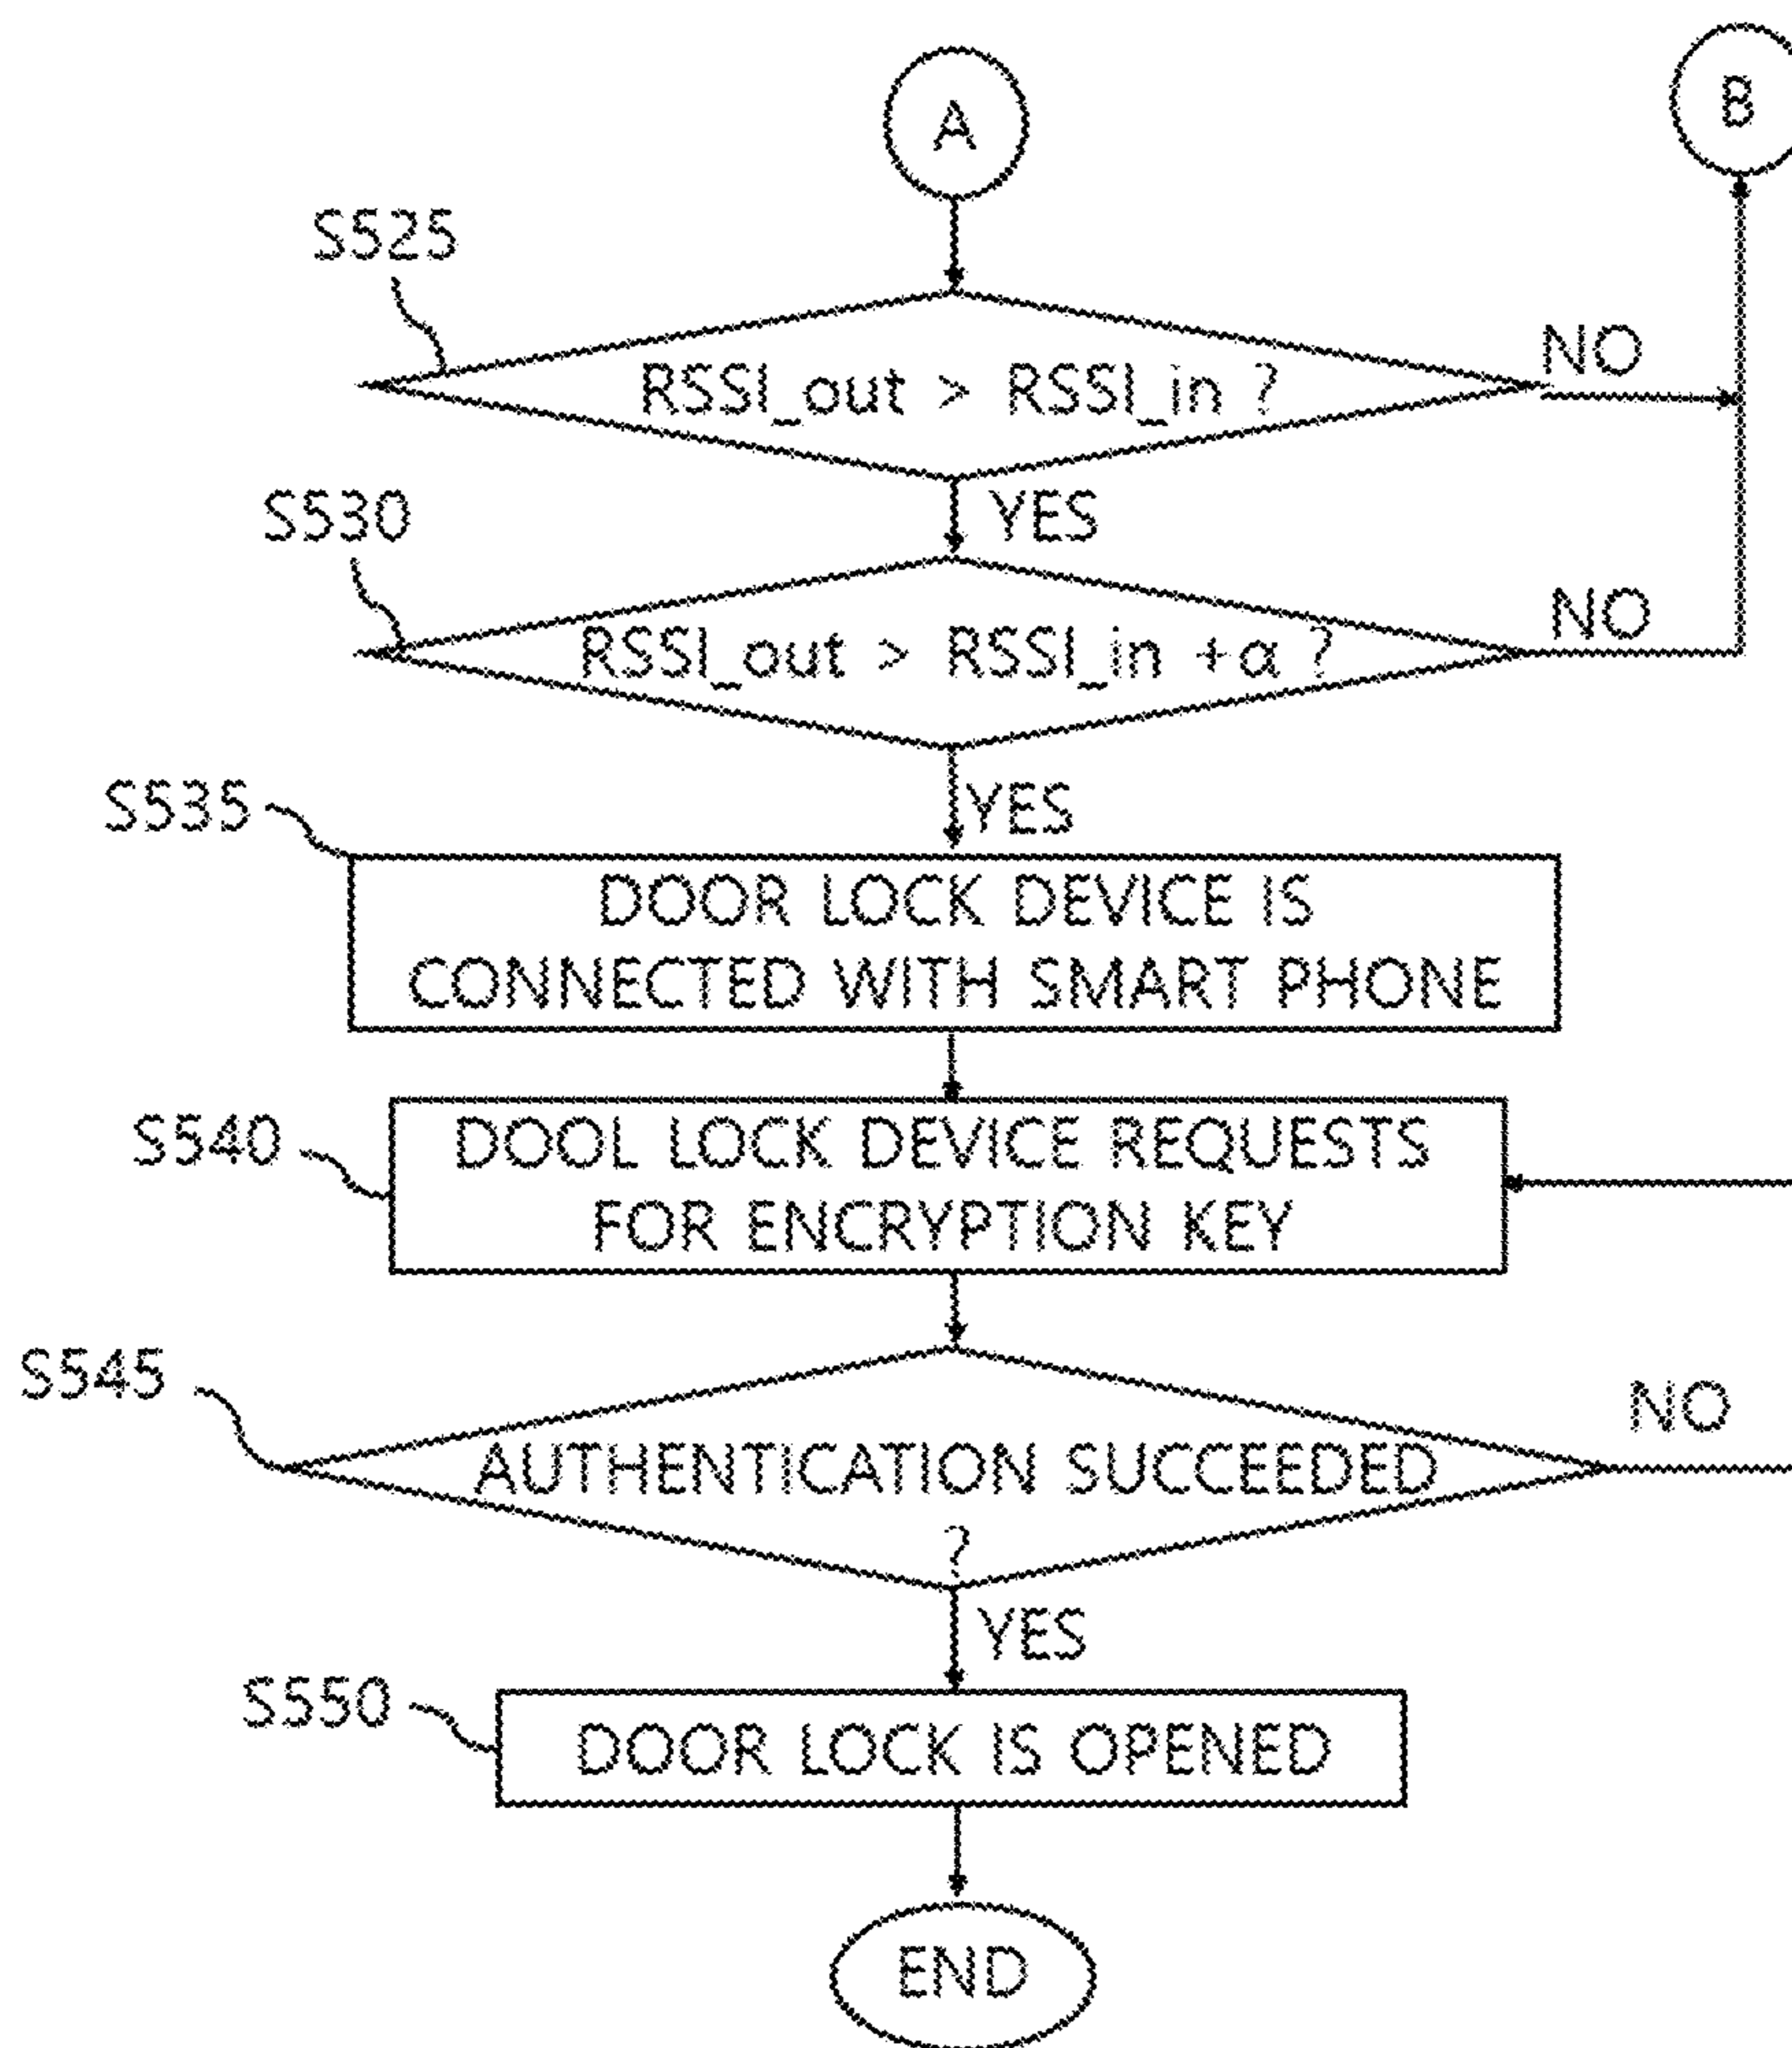 A
B
S525
RSSI_out > RSSI_in ?
NO
YES
S530
RSSI_out > RSSI_in +α ?
NO
YES
S535
DOOR LOCK DEVICE IS
CONNECTED WITH SMART PHONE
S540
DOOL LOCK DEVICE REQUESTS
FOR ENCRYPTION KEY
S545
AUTHENTICATION SUCCEEDED
?
NO
YES
S550
DOOR LOCK IS OPENED
END